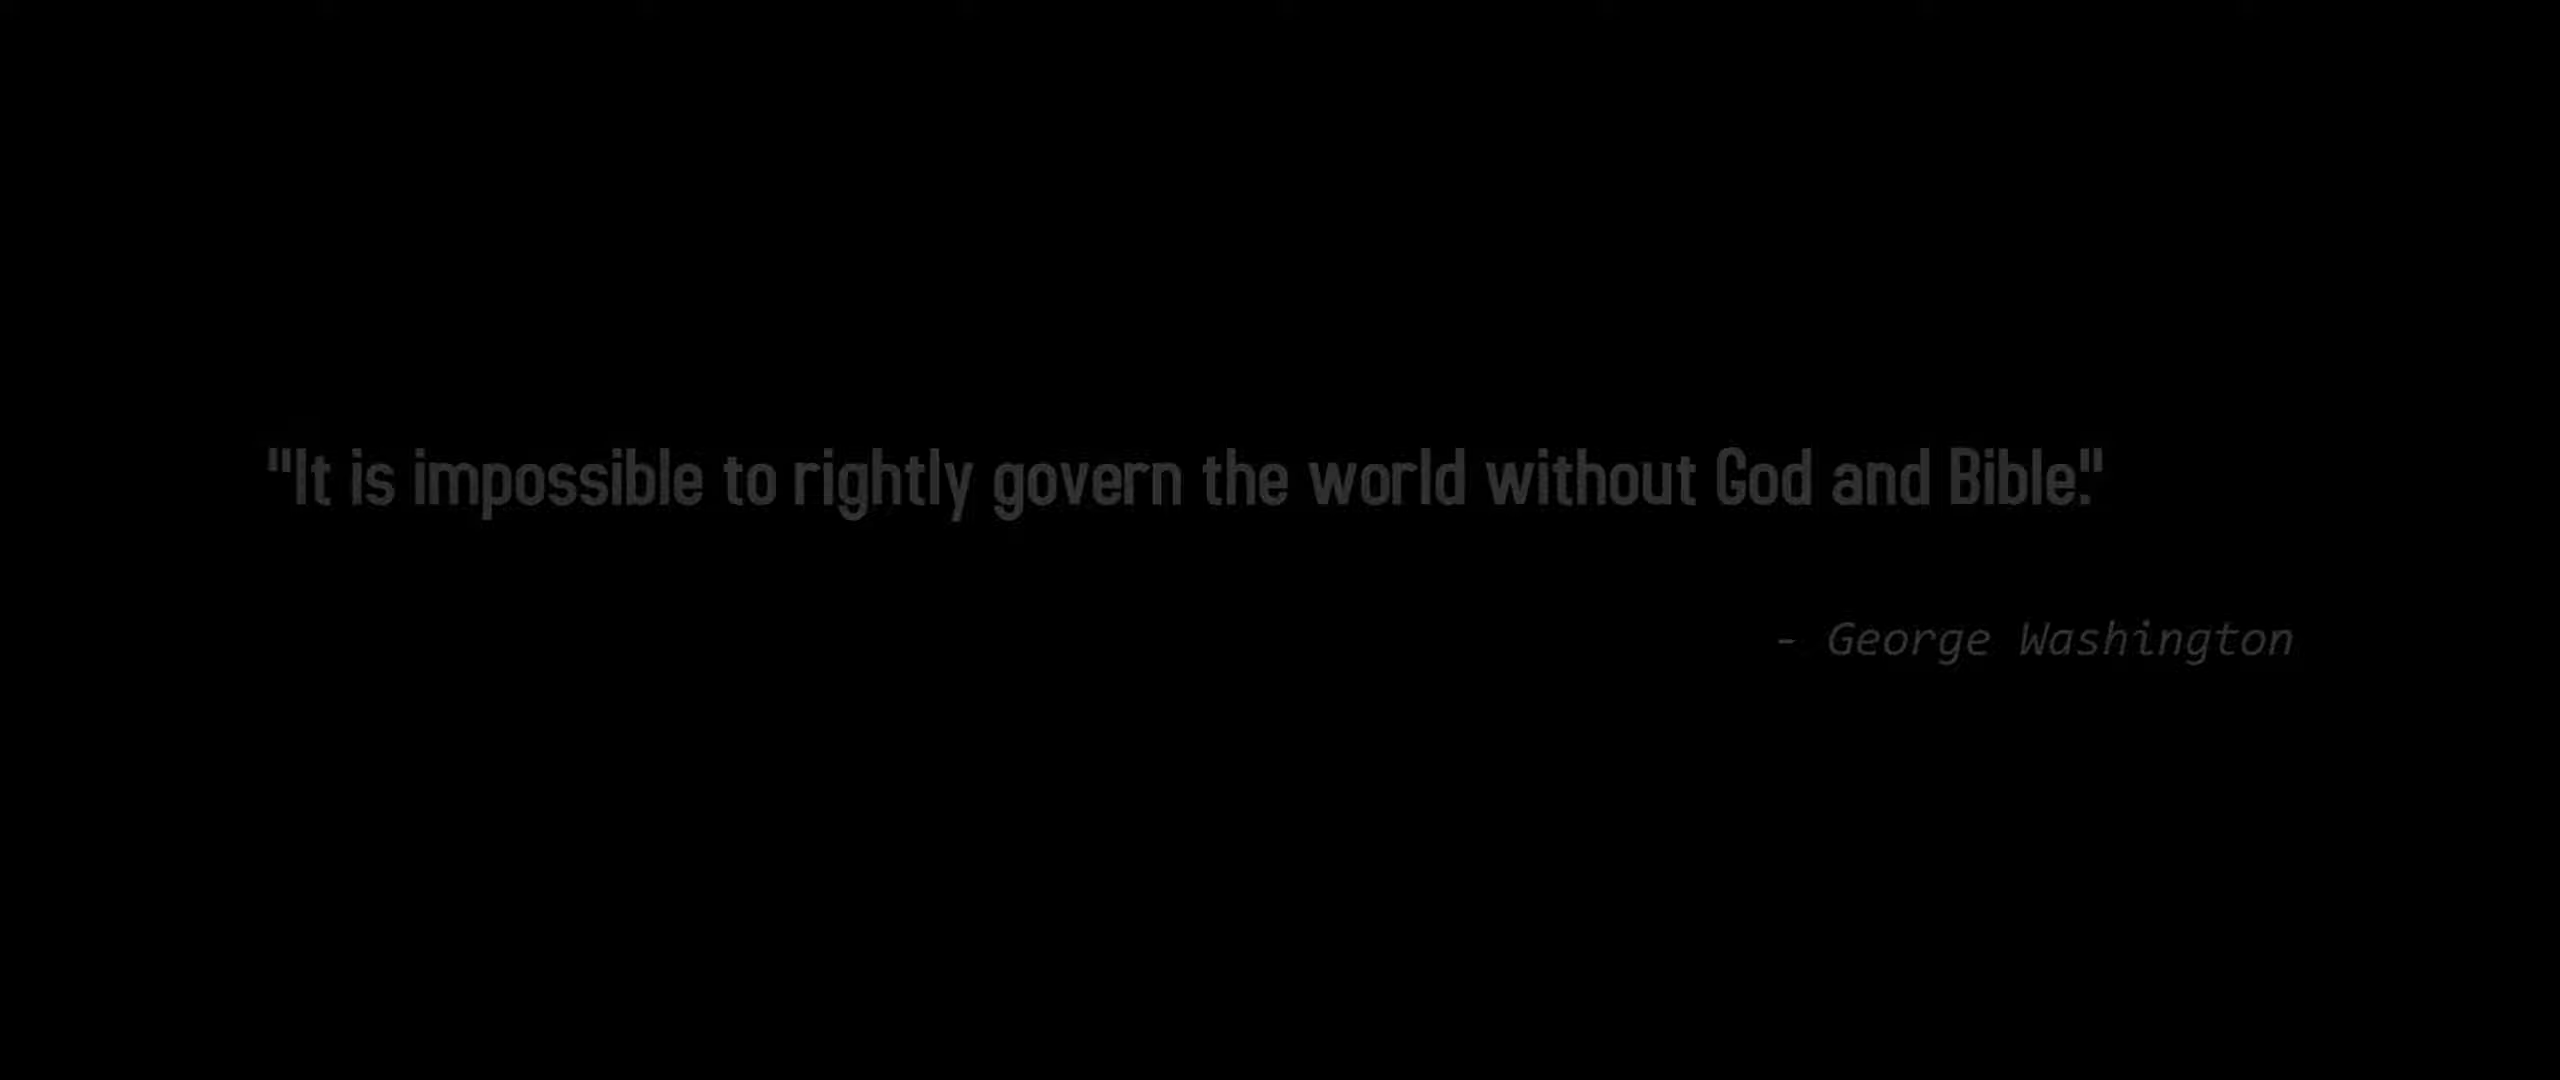 "It is impossible to rightly govern the world without God and Bible."
- George Washington